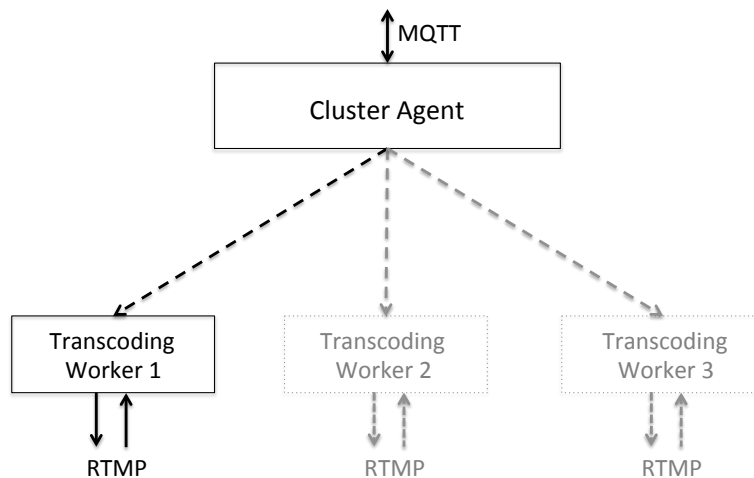 MQTT
Cluster Agent
Transcoding
Worker 1
Transcoding
Worker 2
Transcoding
Worker 3
RTMP
RTMP
RTMP